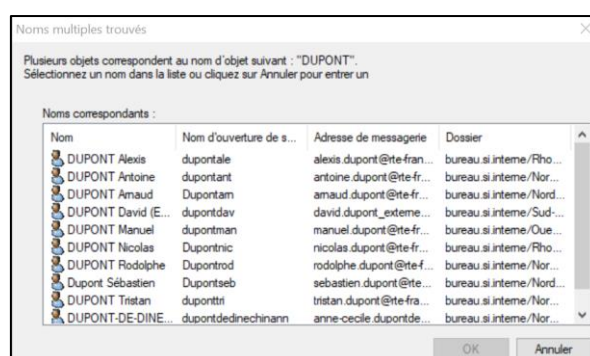 Noms multiples trouvés
Plusieurs objets correspondent au nom d'objet suivant : "DUPONT".
Sélectionnez un nom dans la liste ou cliquez sur Annuler pour entrer un
Noms correspondants :
Nom Nom d'ouverture de s... Adresse de messagerie Dossier
DUPONT Alexis dupontale alexis.dupont@rte-fran... bureau.si.interne/Rho...
DUPONT Antoine dupontant antoine.dupont@rte-fr... bureau.si.interne/Nor...
DUPONT Arnaud Dupontarn arnaud.dupont@rte-fr... bureau.si.interne/Nord...
DUPONT David (E... dupontdav david.dupont_externe... bureau.si.interne/Sud-...
DUPONT Manuel dupontman manuel.dupont@rte-fr... bureau.si.interne/Oue...
DUPONT Nicolas Dupontnic nicolas.dupont@rte-fr... bureau.si.interne/Rho...
DUPONT Rodolphe Dupontrod rodolphe.dupont@rte-f... bureau.si.interne/Nor...
Dupont Sébastien Dupontseb sebastien.dupont@rte... bureau.si.interne/Nord...
DUPONT Tristan duponttri tristan.dupont@rte-fra... bureau.si.interne/Nor...
DUPONT-DE-DINE... dupontdedinechinann anne-cecile.dupontde... bureau.si.interne/Nor...
OK Annuler